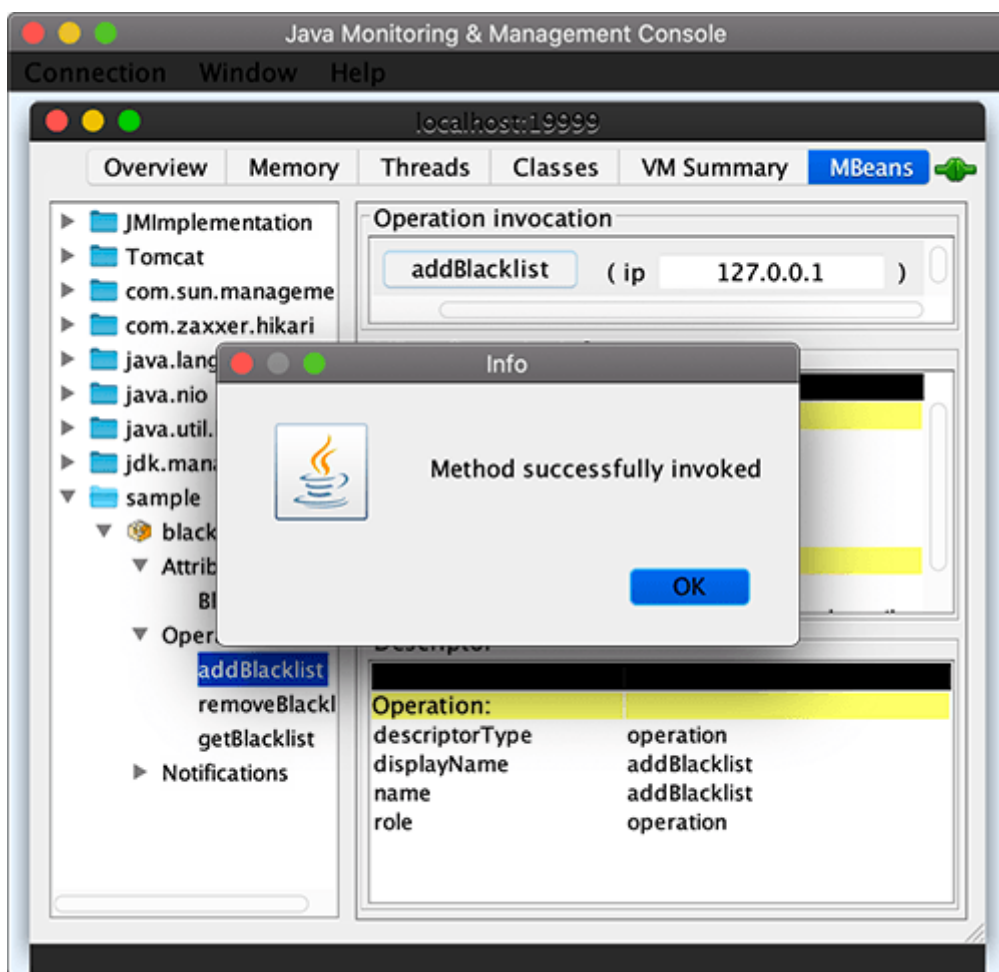 Java Monitoring & Management Console
Connection Window Help
localhost:19999
Overview Memory Threads Classes VM Summary MBeans
JMImplementation
Tomcat
com.sun.manageme
com.zaxxer.hikari
java.lang
java.nio
java.util.
jdk.mana
sample
black
Attrib
Bl
Oper
addBlacklist
removeBlackl
getBlacklist
Notifications
Operation invocation
addBlacklist ( ip 127.0.0.1 )
Info
Method successfully invoked
OK
Descriptor
Operation:
descriptorType operation
displayName addBlacklist
name addBlacklist
role operation